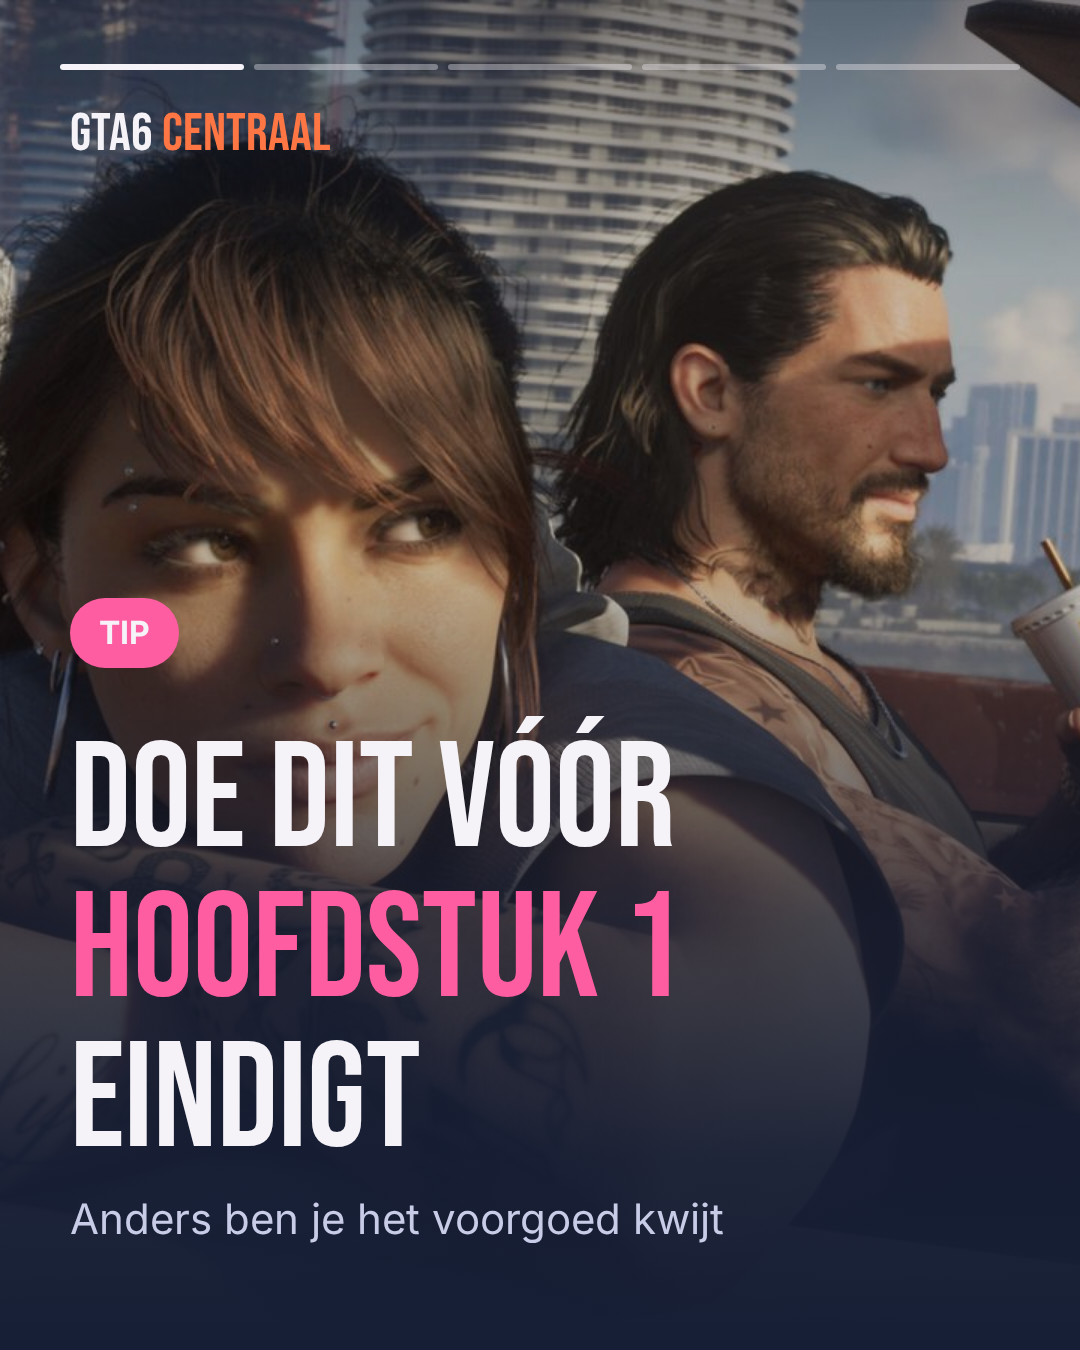 GTA6 CENTRAAL
TIP
DOE DIT VÓÓR
HOOFDSTUK 1
EINDIGT
Anders ben je het voorgoed kwijt